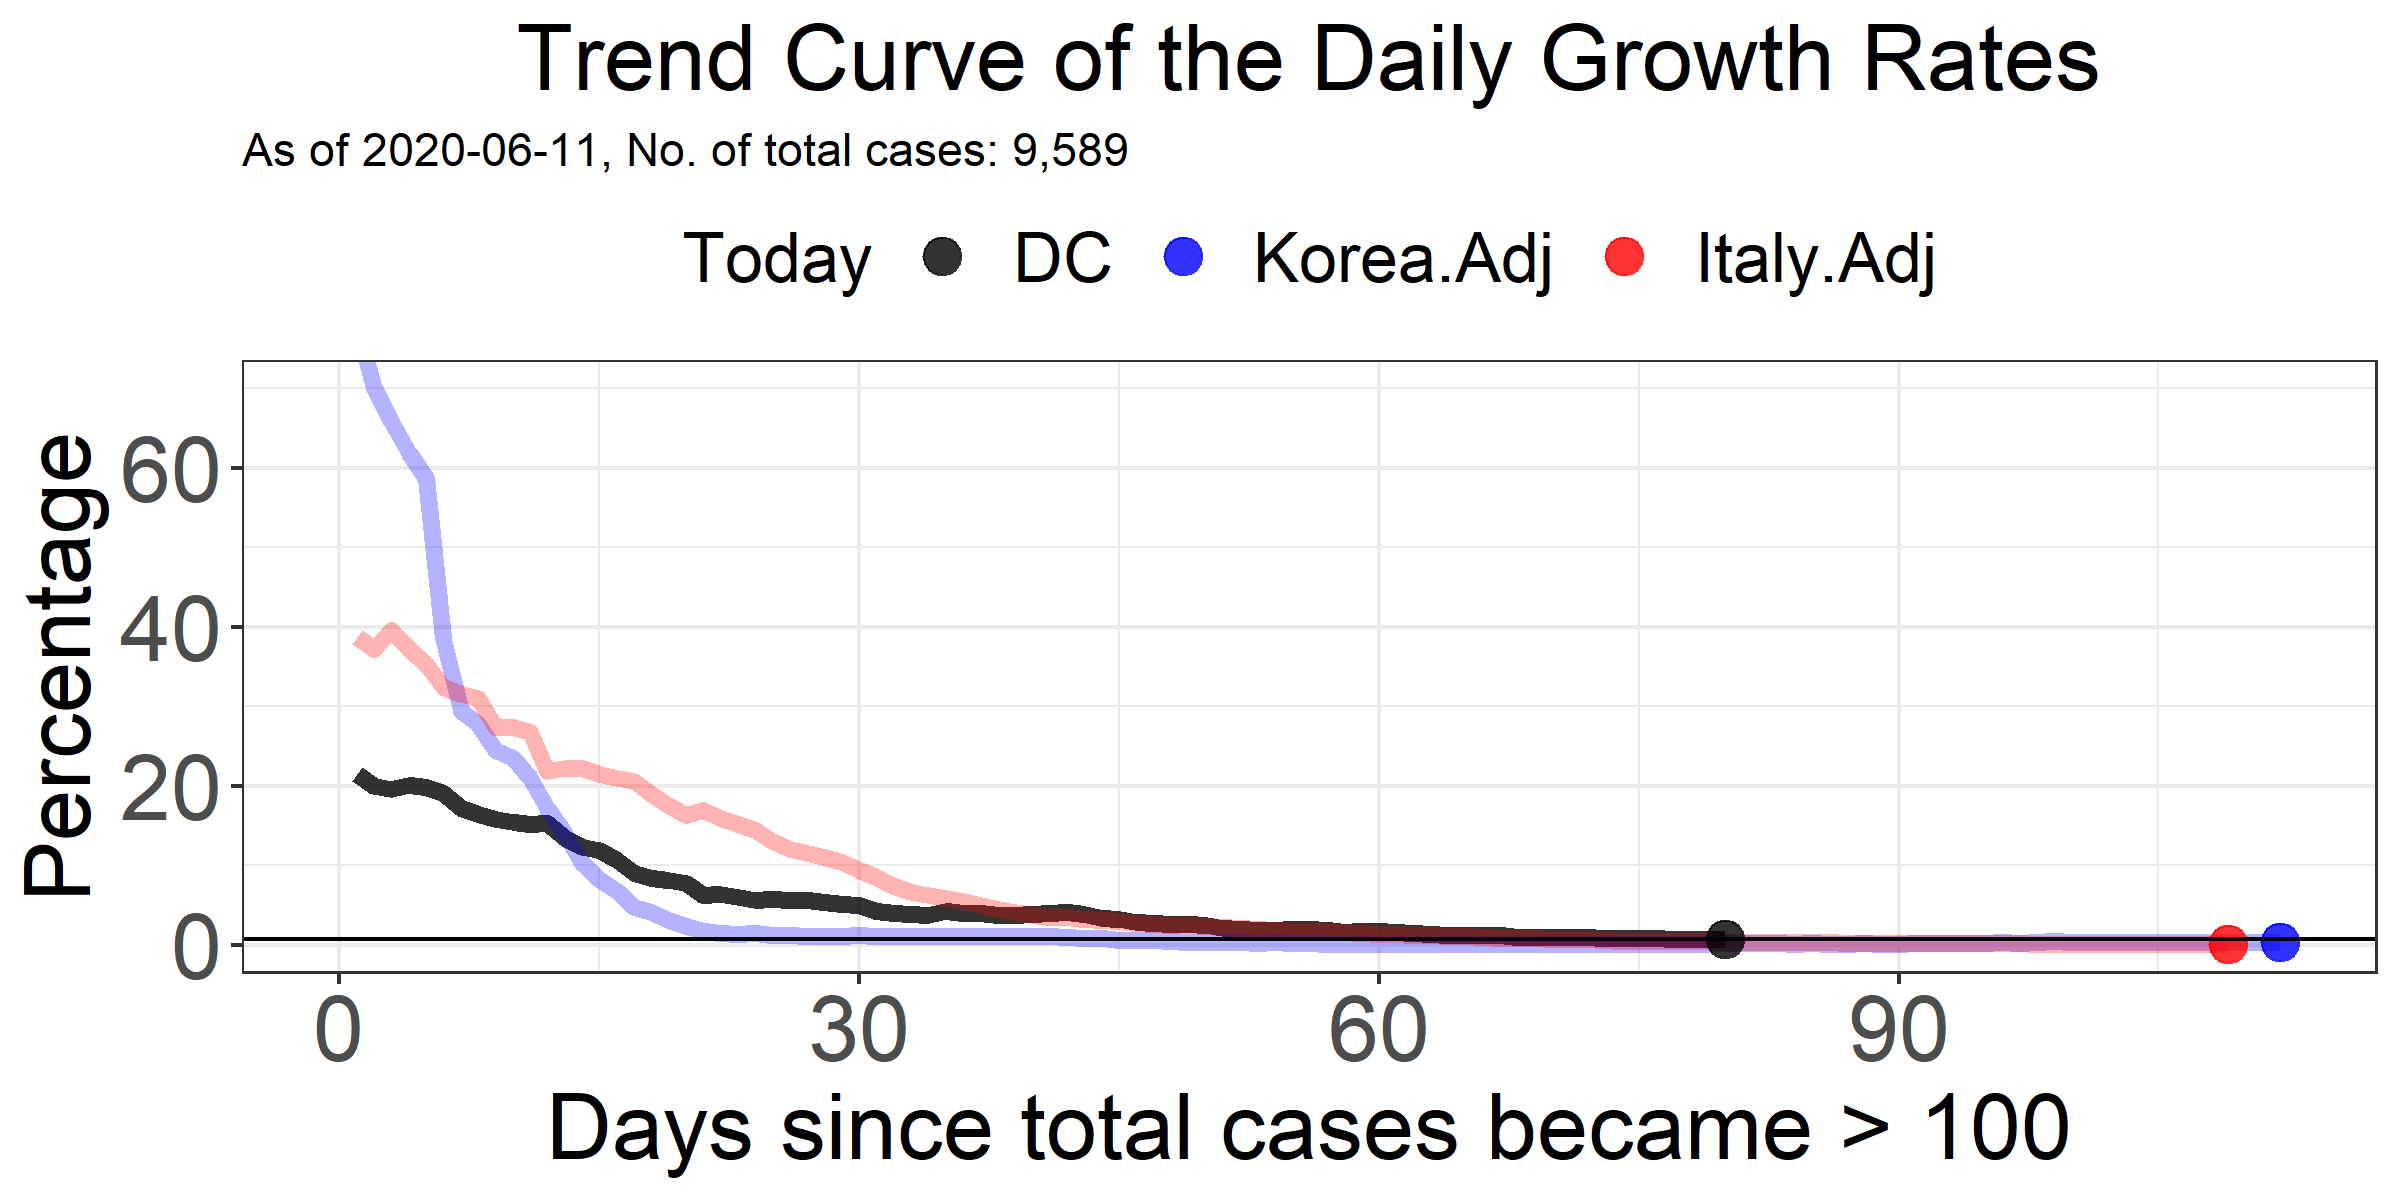 Trend Curve of the Daily Growth Rates
As of 2020-06-11, No. of total cases: 9,589
Today DC Korea.Adj Italy.Adj
Percentage
60
40
20
0
0 30 60 90
Days since total cases became > 100